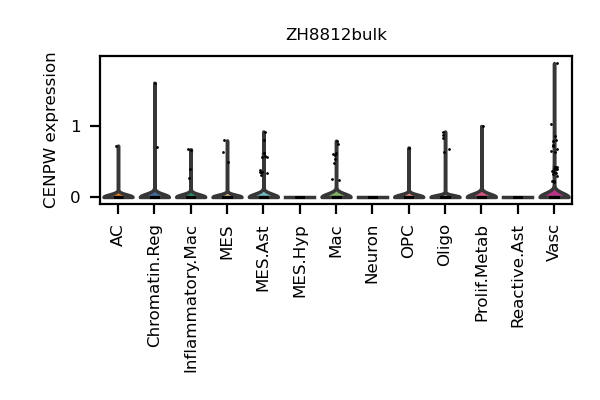 ZH8812bulk
CENPW expression
1
0
AC
Chromatin.Reg
Inflammatory.Mac
MES
MES.Ast
MES.Hyp
Mac
Neuron
OPC
Oligo
Prolif.Metab
Reactive.Ast
Vasc